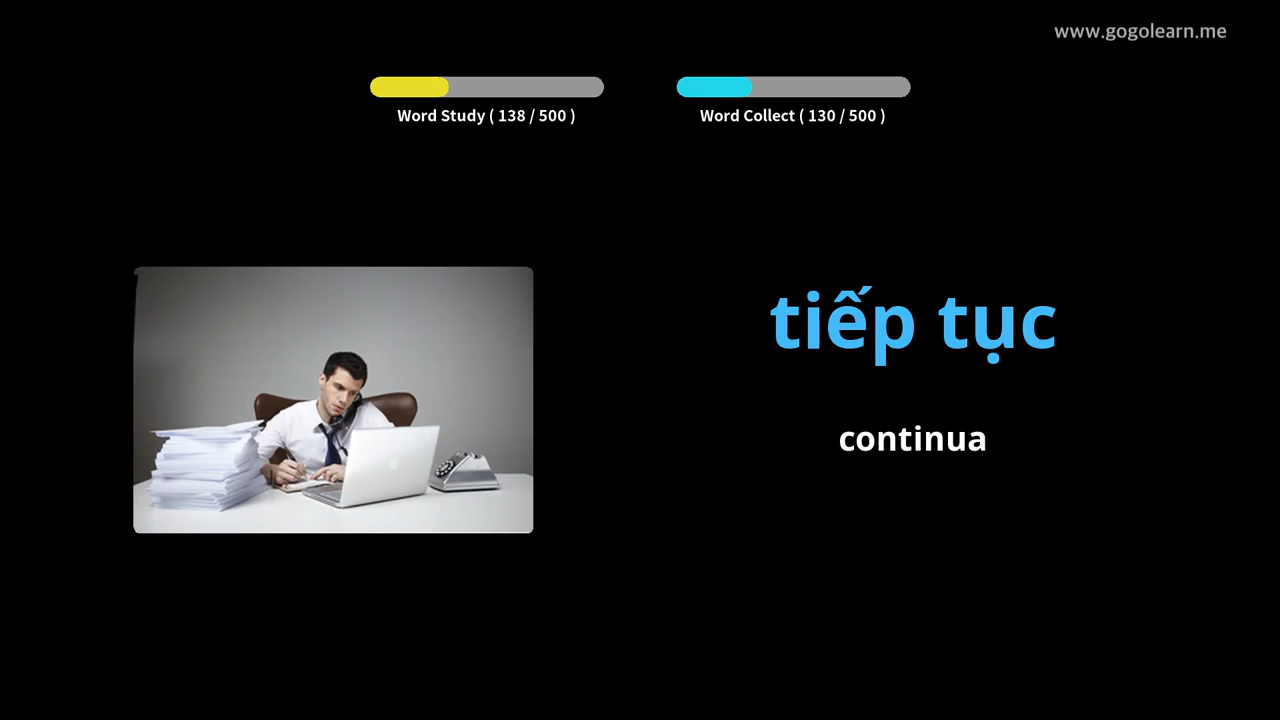 www.gogolearn.me
Word Study ( 138 / 500 )
Word Collect ( 130 / 500 )
tiếp tục
continua